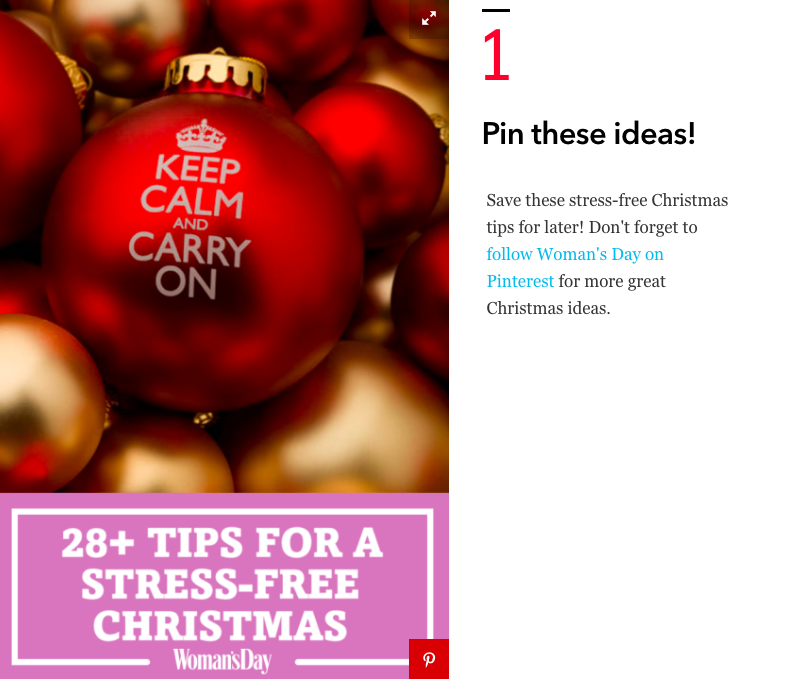 KEEP
CALM
AND
CARRY
ON
28+ TIPS FOR A
STRESS-FREE
CHRISTMAS
Woman'sDay
1
Pin these ideas!
Save these stress-free Christmas
tips for later! Don't forget to
follow Woman's Day on
Pinterest for more great
Christmas ideas.